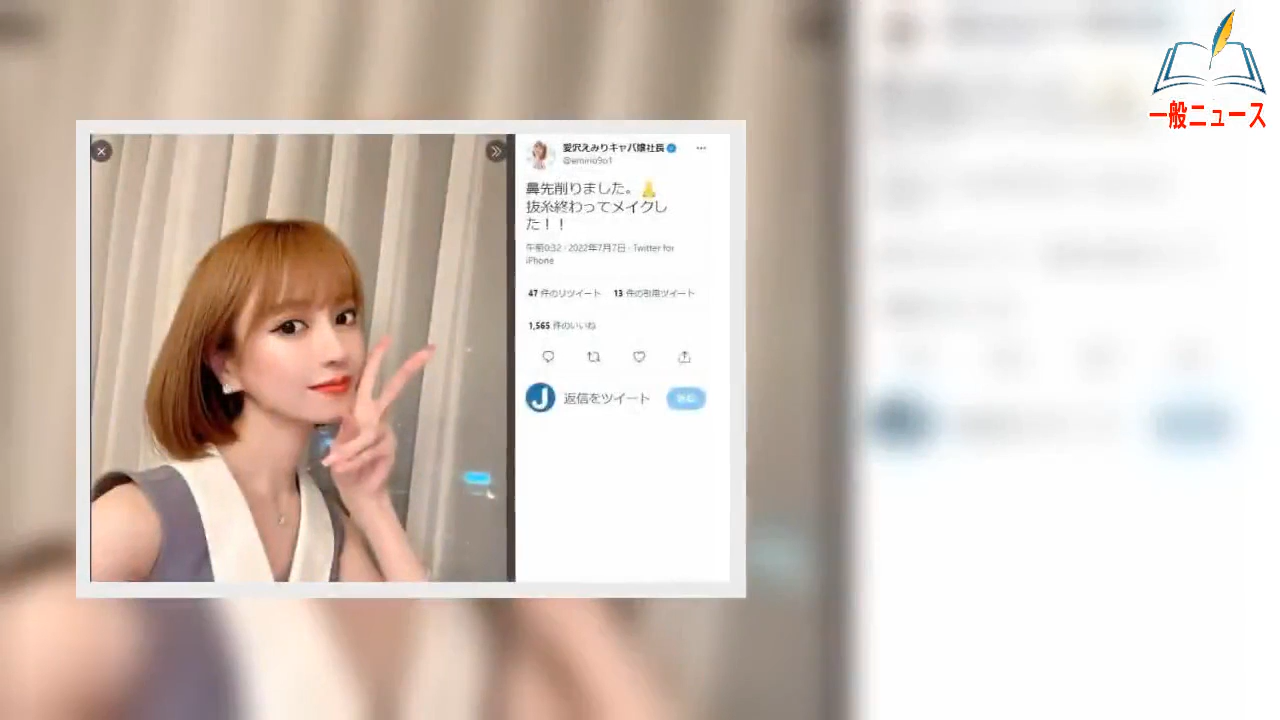 一般ニュース
愛沢えみりキャバ嬢社長
@emiri901
鼻先削りました。🙏
抜糸終わってメイクし
た！！
午前0:32 · 2022年7月7日 · Twitter for
iPhone
47 件のリツイート 13 件の引用ツイート
1,565 件のいいね
J 返信をツイート 返信